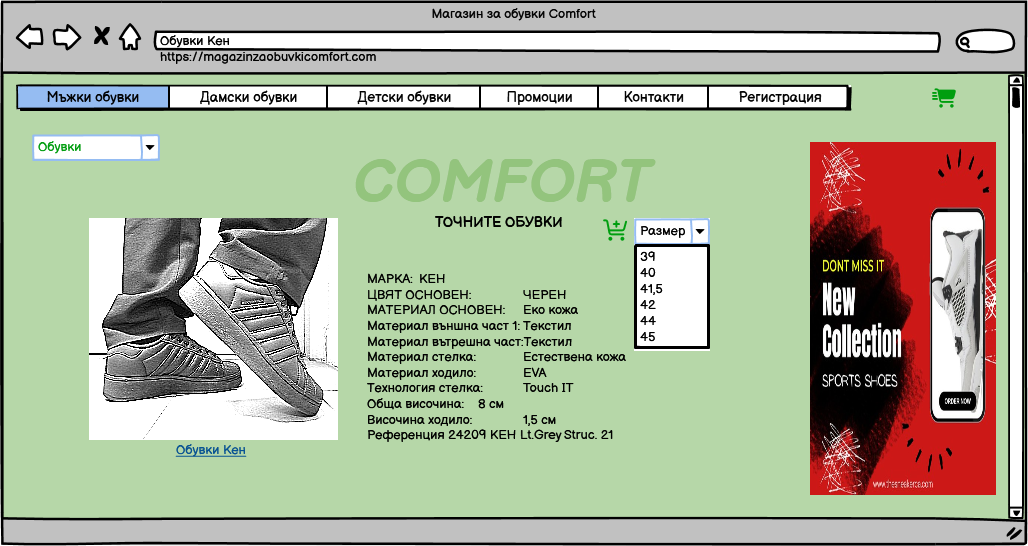 Магазин за обувки Comfort
Обувки Кен
https://magazinzaobuvkicomfort.com
Мъжки обувки Дамски обувки Детски обувки Промоции Контакти Регистрация
Обувки
COMFORT
ТОЧНИТЕ ОБУВКИ
Размер
39
40
41,5
42
44
45
МАРКА: КЕН
ЦВЯТ ОСНОВЕН: ЧЕРЕН
МАТЕРИАЛ ОСНОВЕН: Еко кожа
Материал външна част 1: Текстил
Материал вътрешна част:Текстил
Материал стелка: Естествена кожа
Материал ходило: EVA
Технология стелка: Touch IT
Обща височина: 8 см
Височина ходило: 1,5 см
Референция 24209 КЕН Lt.Grey Struc. 21
Обувки Кен
DONT MISS IT
New
Collection
SPORTS SHOES
ORDER NOW
www.thesneakeroa.com